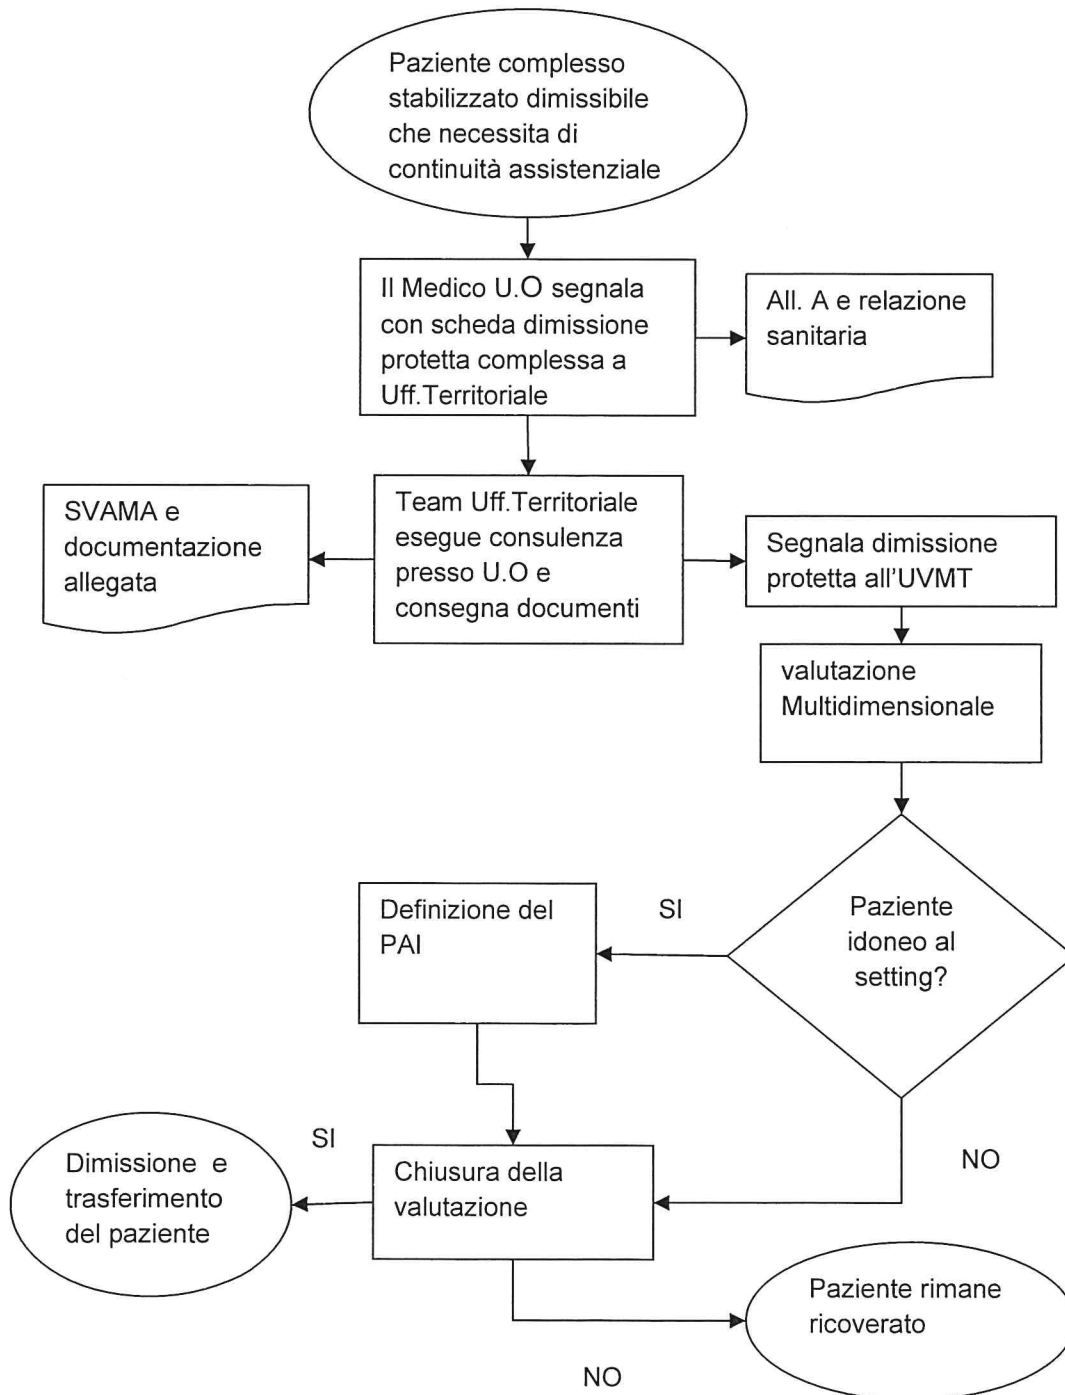 Paziente complesso
stabilizzato dimissibile
che necessita di
continuità assistenziale
Il Medico U.O segnala
con scheda dimissione
protetta complessa a
Uff.Territoriale
All. A e relazione
sanitaria
SVAMA e
documentazione
allegata
Team Uff.Territoriale
esegue consulenza
presso U.O e
consegna documenti
Segnala dimissione
protetta all'UVMT
valutazione
Multidimensionale
Definizione del
PAI
SI
Paziente
idoneo al
setting?
SI
Dimissione e
trasferimento
del paziente
Chiusura della
valutazione
NO
Paziente rimane
ricoverato
NO